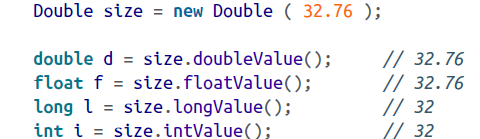 Double size = new Double ( 32.76 );
double d = size.doubleValue(); // 32.76
float f = size.floatValue(); // 32.76
long l = size.longValue(); // 32
int i = size.intValue(); // 32